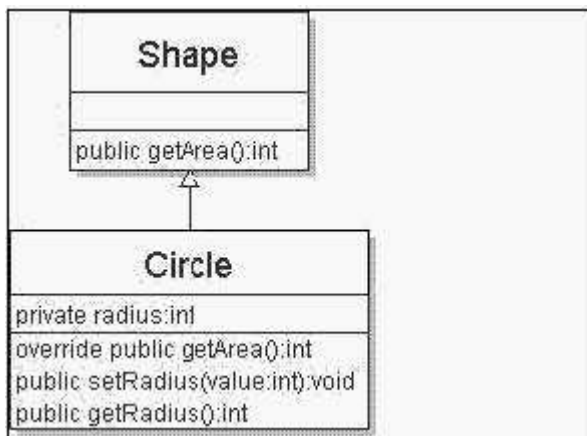 Shape
public getArea():int
Circle
private radius:int
override public getArea():int
public setRadius(value:int):void
public getRadius():int